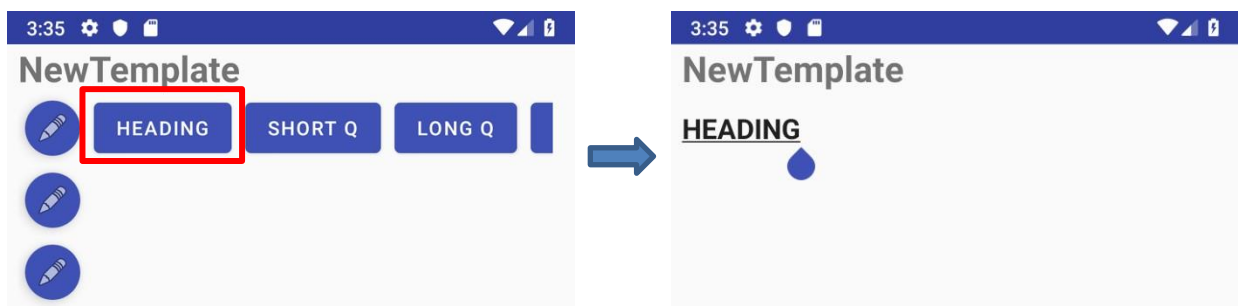 3:35
NewTemplate
HEADING SHORT Q LONG Q
3:35
NewTemplate
HEADING